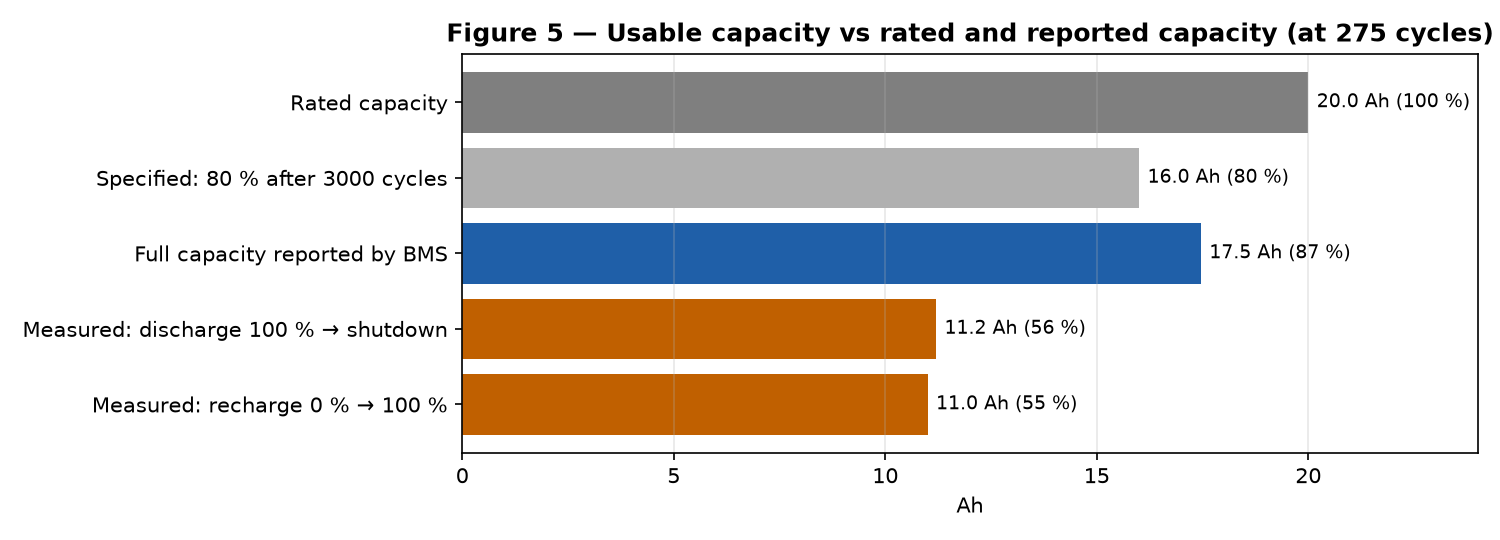 Figure 5 — Usable capacity vs rated and reported capacity (at 275 cycles)
Rated capacity
20.0 Ah (100 %)
Specified: 80 % after 3000 cycles
16.0 Ah (80 %)
Full capacity reported by BMS
17.5 Ah (87 %)
Measured: discharge 100 % → shutdown
11.2 Ah (56 %)
Measured: recharge 0 % → 100 %
11.0 Ah (55 %)
0 5 10 15 20
Ah